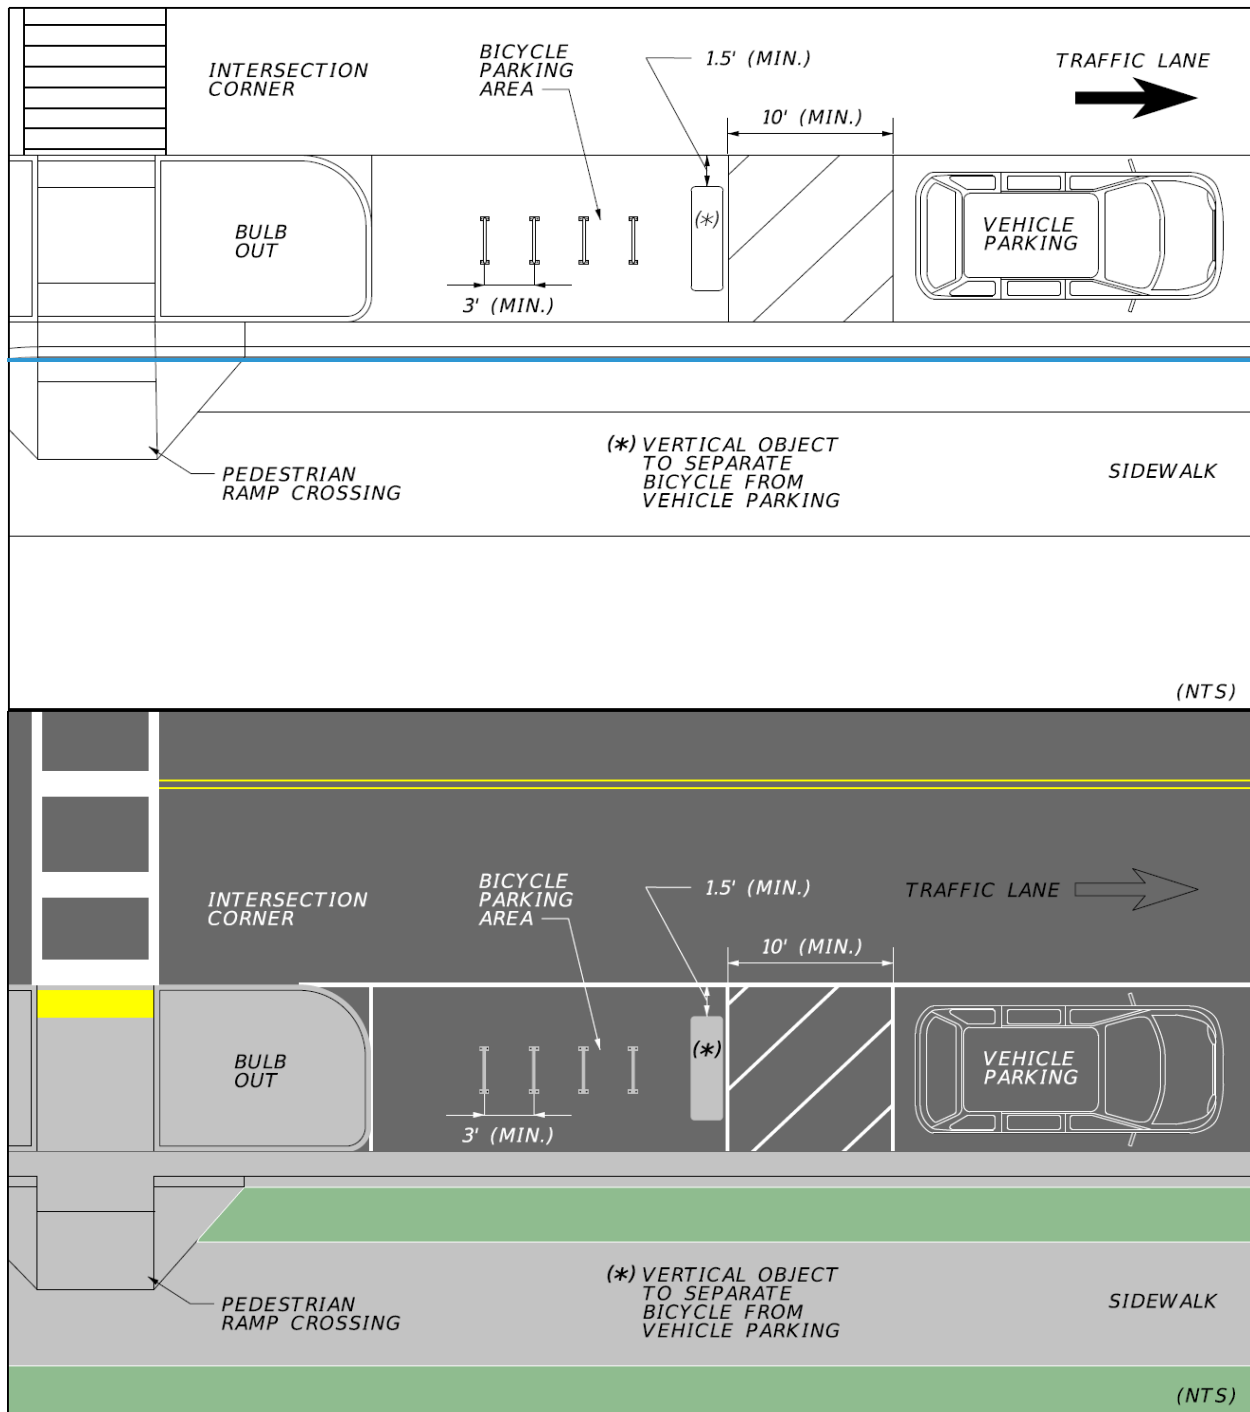 INTERSECTION
CORNER
BICYCLE
PARKING
AREA
1.5' (MIN.)
TRAFFIC LANE
10' (MIN.)
BULB
OUT
(*)
VEHICLE
PARKING
3' (MIN.)
PEDESTRIAN
RAMP CROSSING
(*) VERTICAL OBJECT
TO SEPARATE
BICYCLE FROM
VEHICLE PARKING
SIDEWALK
(NTS)
INTERSECTION
CORNER
BICYCLE
PARKING
AREA
1.5' (MIN.)
TRAFFIC LANE
10' (MIN.)
BULB
OUT
(*)
VEHICLE
PARKING
3' (MIN.)
PEDESTRIAN
RAMP CROSSING
(*) VERTICAL OBJECT
TO SEPARATE
BICYCLE FROM
VEHICLE PARKING
SIDEWALK
(NTS)